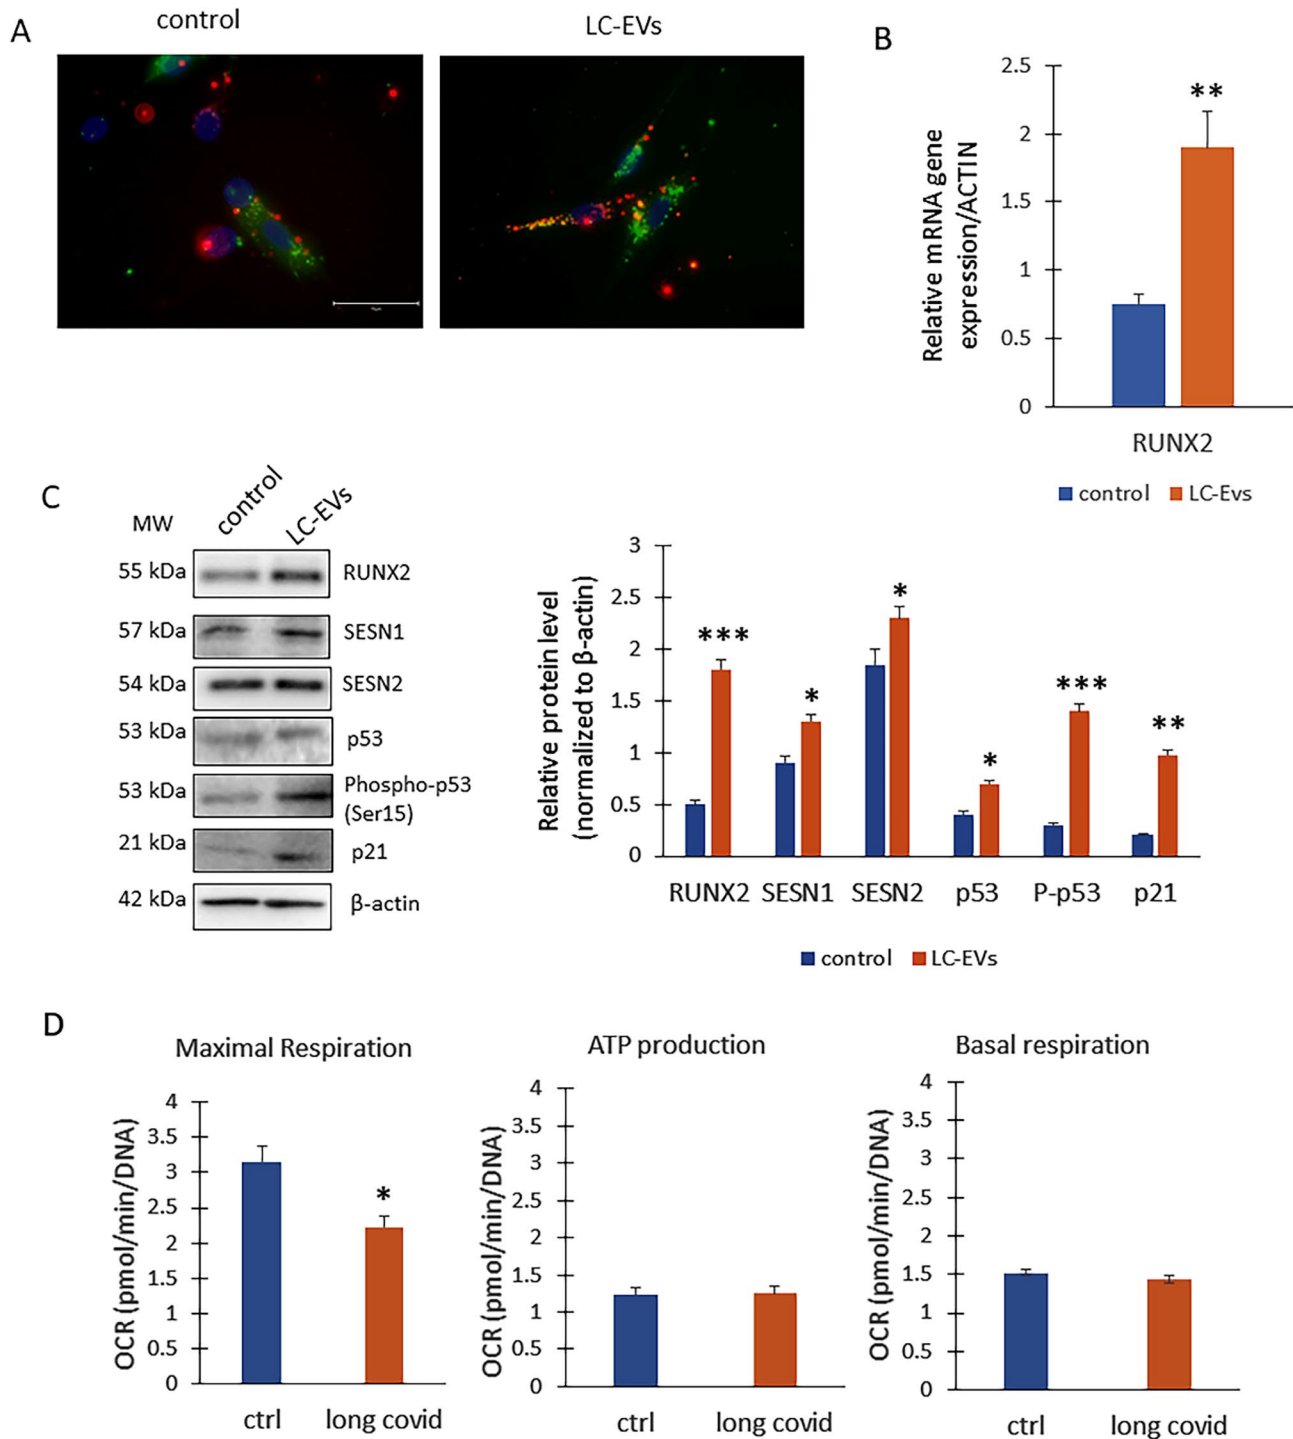 A
control
LC-EVs
B
2.5
2
1.5
1
0.5
0
Relative mRNA gene
expression/ACTIN
**
RUNX2
control
LC-Evs
C
MW
control
LC-EVs
55 kDa
RUNX2
57 kDa
SESN1
54 kDa
SESN2
53 kDa
p53
53 kDa
Phospho-p53
(Ser15)
21 kDa
p21
42 kDa
β-actin
Relative protein level
(normalized to β-actin)
3
2.5
2
1.5
1
0.5
0
***
*
*
*
***
**
RUNX2
SESN1
SESN2
p53
P-p53
p21
control
LC-EVs
D
Maximal Respiration
OCR (pmol/min/DNA)
4
3.5
3
2.5
2
1.5
1
0.5
0
*
ctrl
long covid
ATP production
OCR (pmol/min/DNA)
4
3.5
3
2.5
2
1.5
1
0.5
0
ctrl
long covid
Basal respiration
OCR (pmol/min/DNA)
4
3.5
3
2.5
2
1.5
1
0.5
0
ctrl
long covid